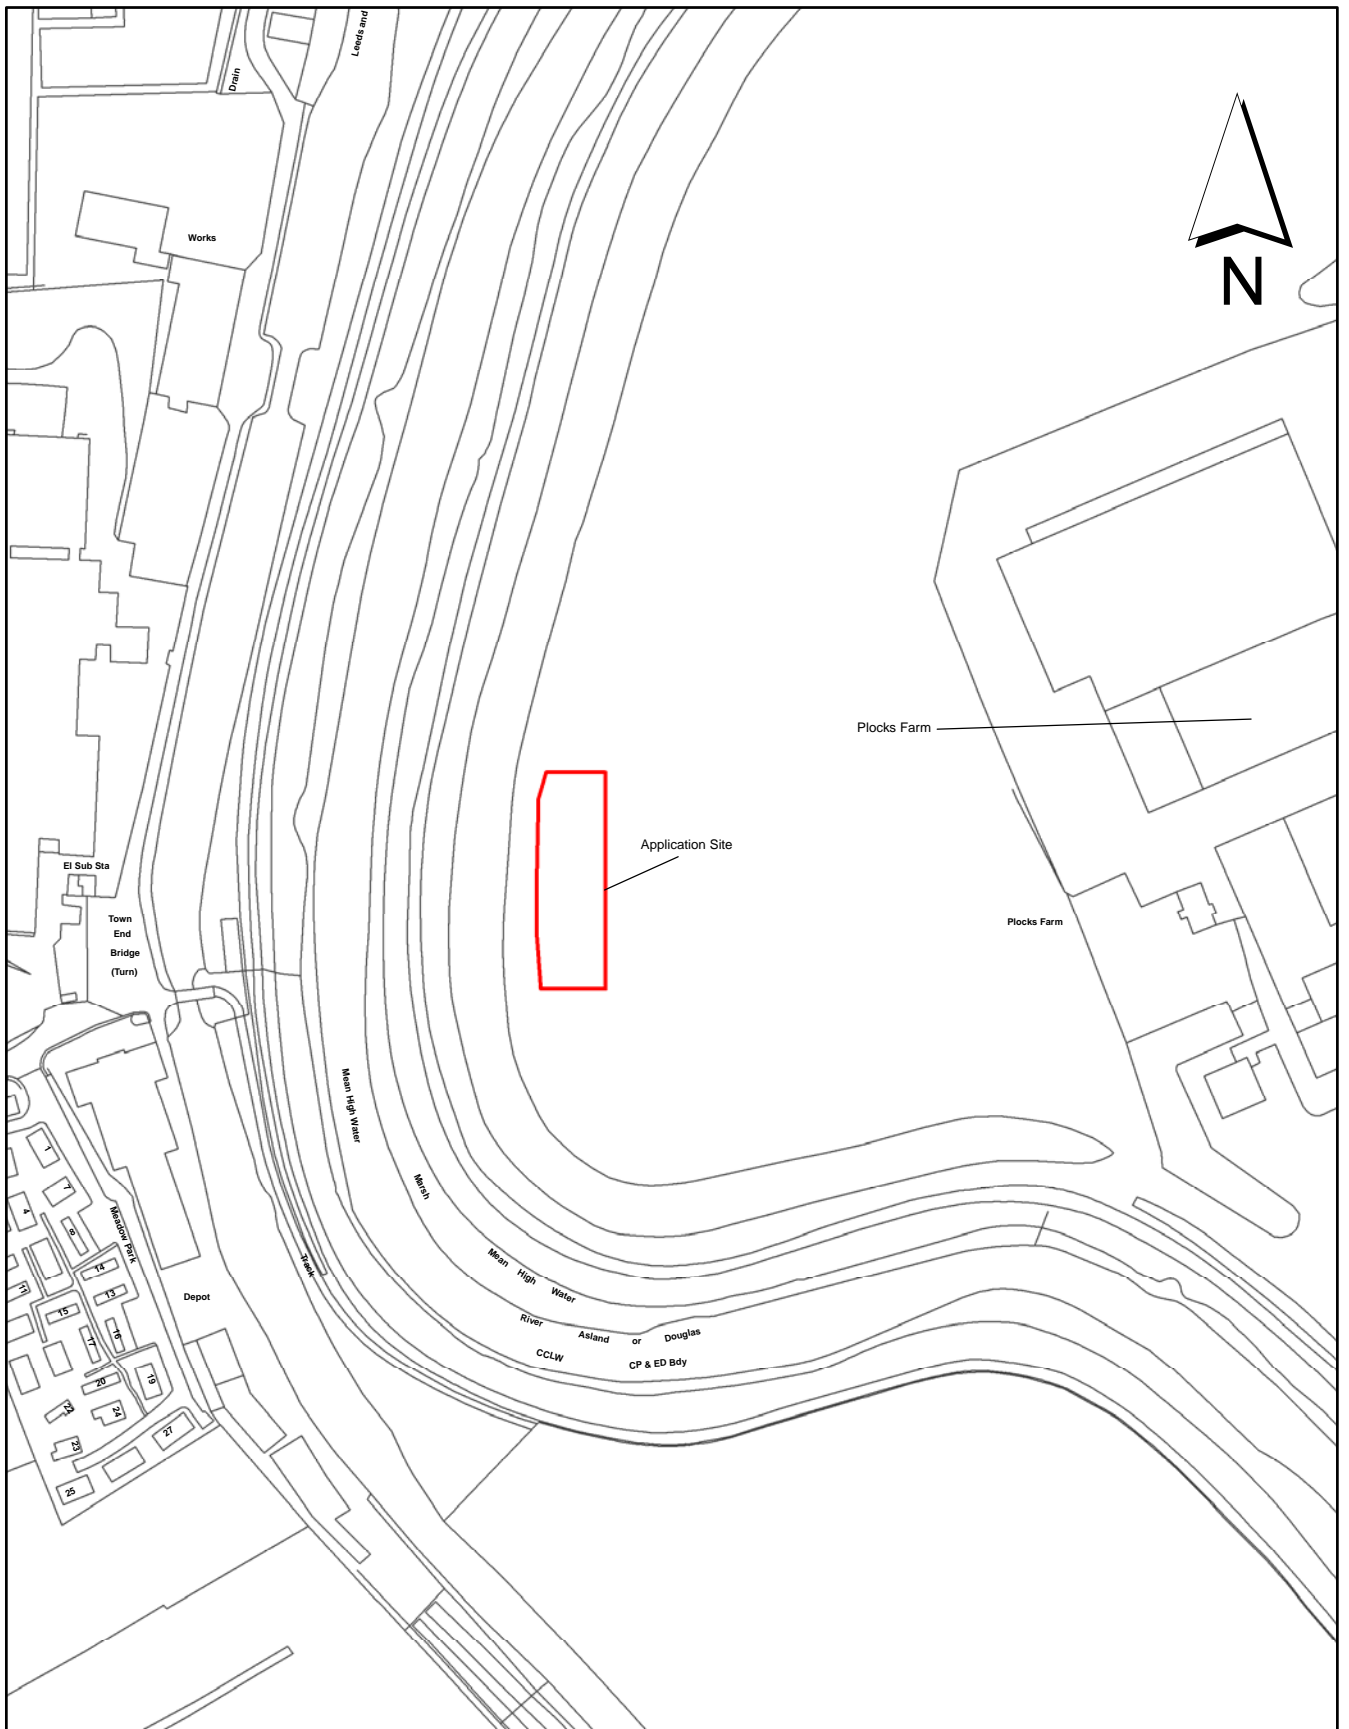 Leeds and
Drain
Works
N
Plocks Farm
Application Site
El Sub Sta
Town
End
Bridge
(Turn)
Plocks Farm
Mean High Water
Marsh
Mean High Water
River Asland or Douglas
CCLW
CP & ED Bdy
Track
Meadow Park
Depot
1
7
4
8
14
11
13
15
16
17
19
20
22
24
23
27
25